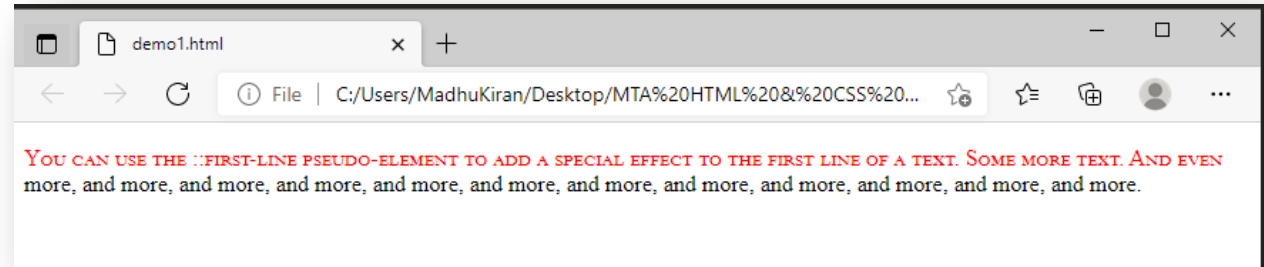 demo1.html
File | C:/Users/MadhuKiran/Desktop/MTA%20HTML%20&%20CSS%20...
You can use the ::first-line pseudo-element to add a special effect to the first line of a text. Some more text. And even
more, and more, and more, and more, and more, and more, and more, and more, and more, and more, and more, and more.